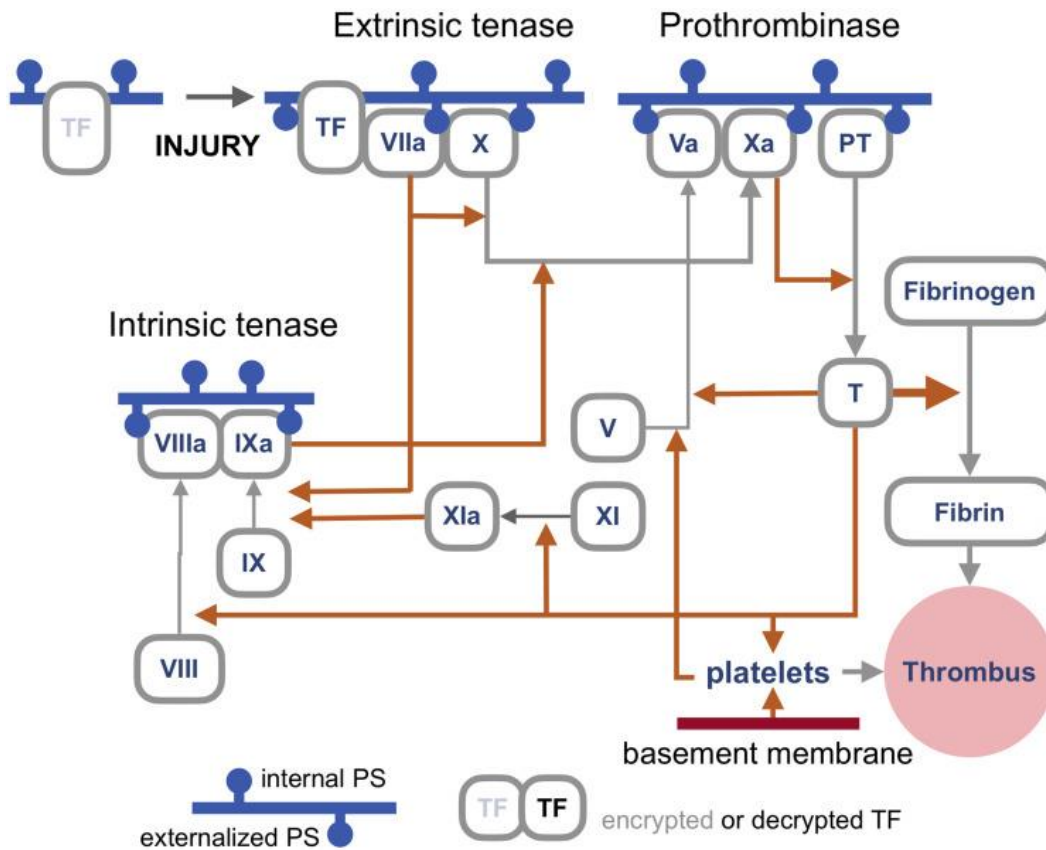 Extrinsic tenase
Prothrombinase
TF
INJURY
TF
VIIa
X
Va
Xa
PT
Fibrinogen
Intrinsic tenase
T
VIIIa
IXa
V
XIa
XI
Fibrin
IX
VIII
platelets
Thrombus
basement membrane
internal PS
externalized PS
TF
TF
encrypted or decrypted TF